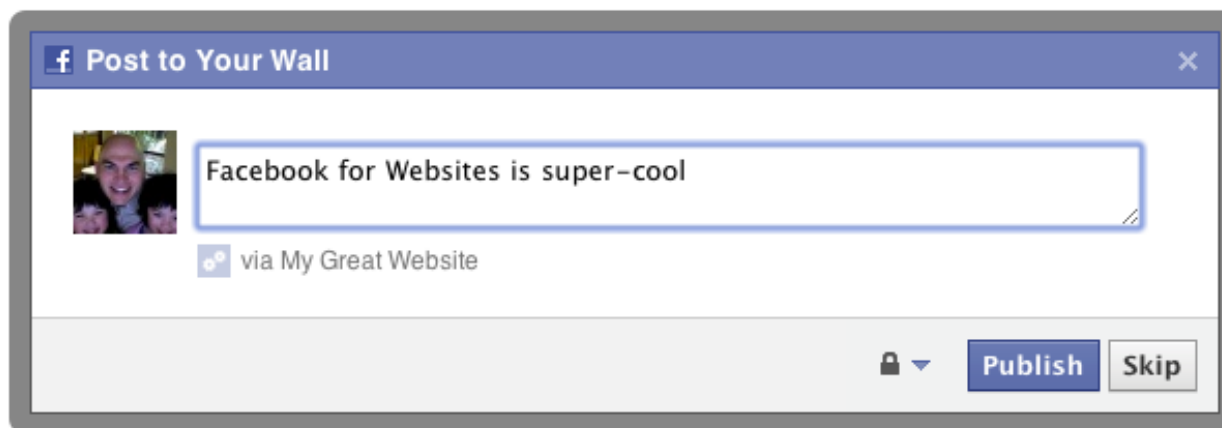 f Post to Your Wall
Facebook for Websites is super-cool
via My Great Website
Publish Skip